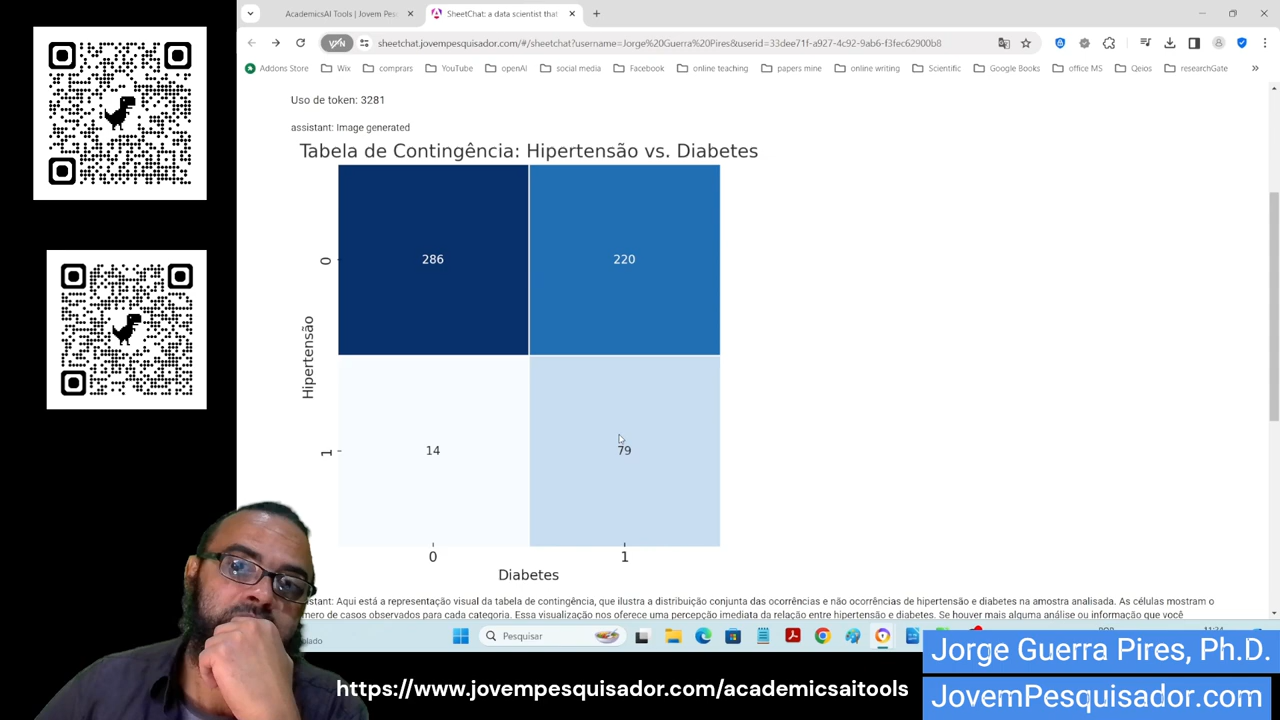 AcademicsAI Tools | Jovem Pes
SheetChat: a data scientist that
VPN
sheetchat.jovempesquisador.com/#/sheetchat?username=Jorge%20Guerra%20Pires&userid=33dee71f-a927-4c92-9ab6-f3fec62900b8
Addons Store
Wix
comprars
YouTube
openAI
social media
Facebook
online teaching
papers mine
online writing
Scientific
Google Books
office MS
Qeios
researchGate
Uso de token: 3281
assistant: Image generated
Tabela de Contingência: Hipertensão vs. Diabetes
286
220
0
Hipertensão
14
79
1
0
1
Diabetes
stant: Aqui está a representação visual da tabela de contingência, que ilustra a distribuição conjunta das ocorrências e não ocorrências de hipertensão e diabetes na amostra analisada. As células mostram o
mero de casos observados para cada categoria. Essa visualização nos oferece uma percepção imediata da relação entre hipertensão e diabetes. Se houver mais alguma análise ou informação que você
Pesquisar
Jorge Guerra Pires, Ph.D.
https://www.jovempesquisador.com/academicsaitools
JovemPesquisador.com